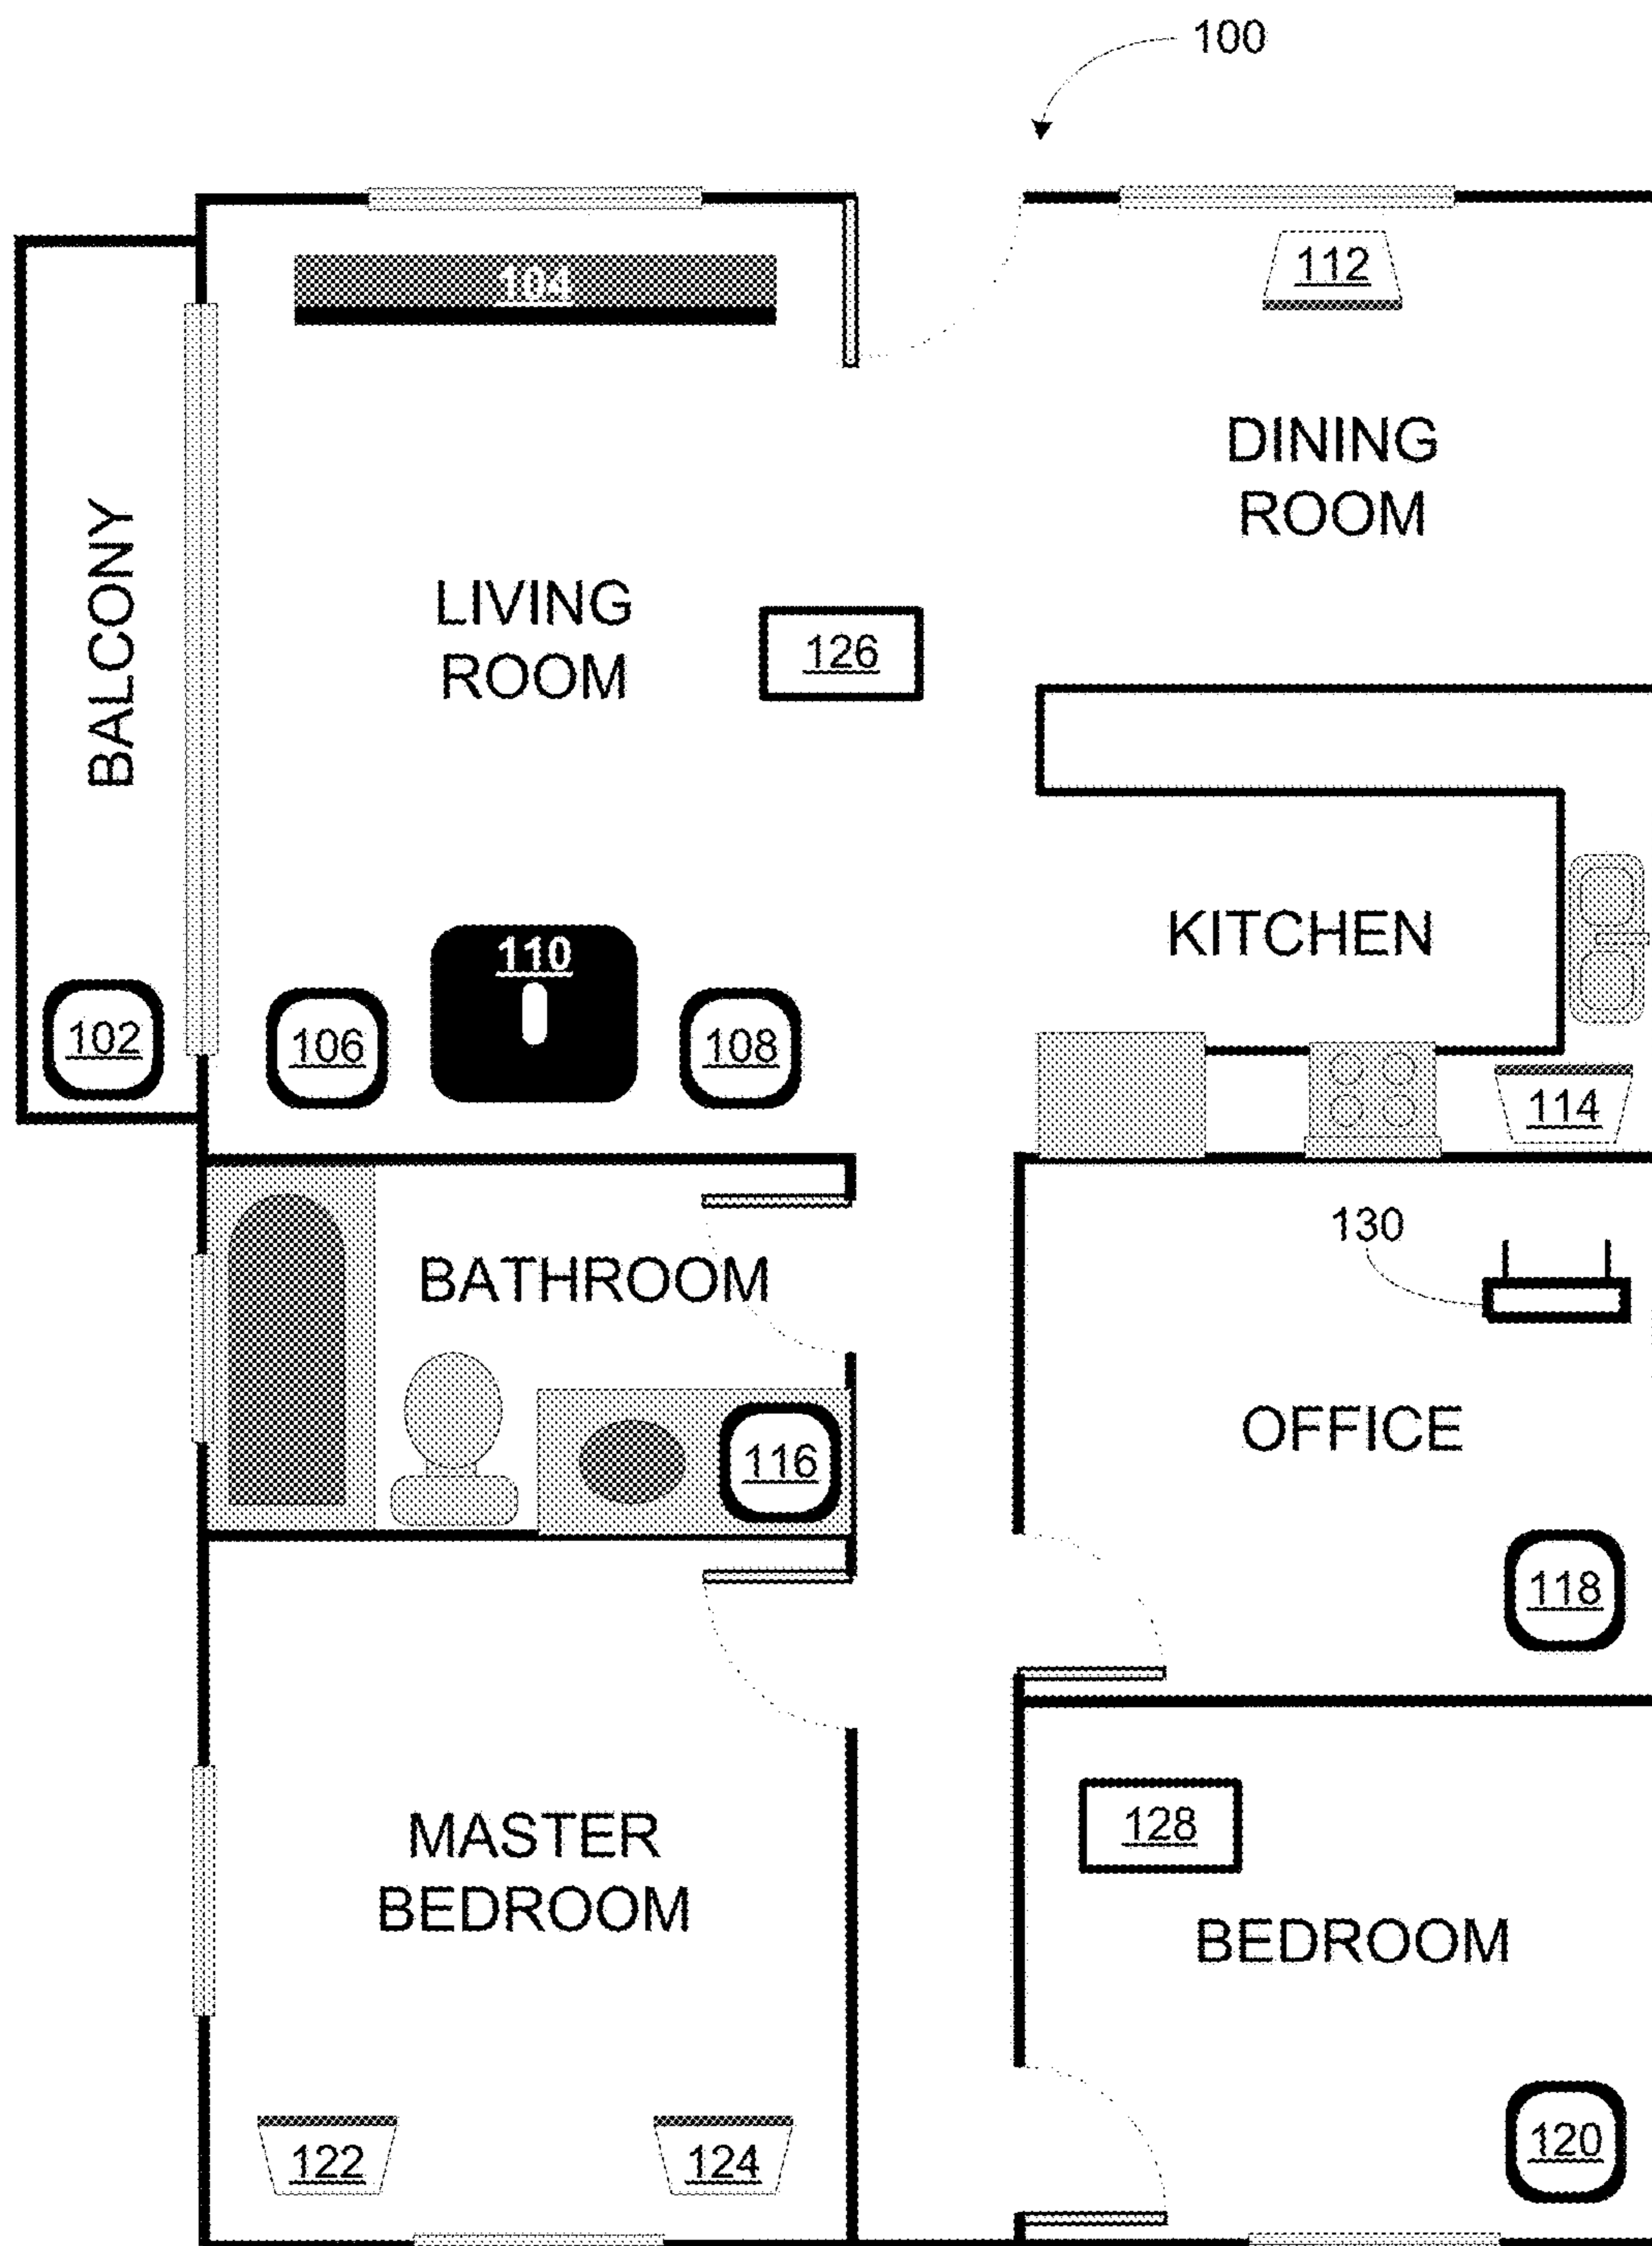 100
104
112
DINING
ROOM
BALCONY
LIVING
ROOM
126
KITCHEN
110
102
106
108
114
130
BATHROOM
OFFICE
116
118
128
MASTER
BEDROOM
BEDROOM
122
124
120